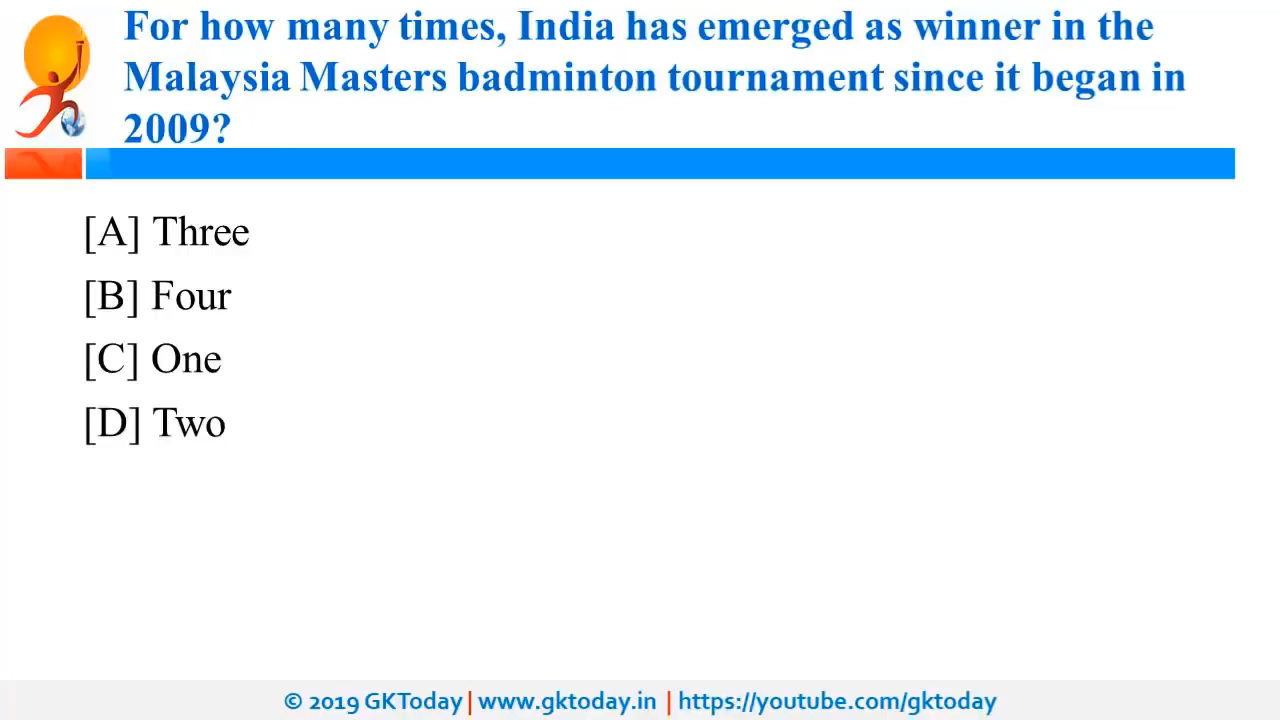 For how many times, India has emerged as winner in the
Malaysia Masters badminton tournament since it began in
2009?
[A] Three
[B] Four
[C] One
[D] Two
© 2019 GKToday | www.gktoday.in | https://youtube.com/gktoday